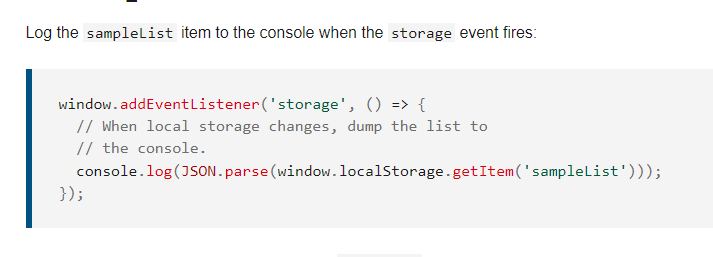 Log the sampleList item to the console when the storage event fires:
window.addEventListener('storage', () => {
  // When local storage changes, dump the list to
  // the console.
  console.log(JSON.parse(window.localStorage.getItem('sampleList')));
});